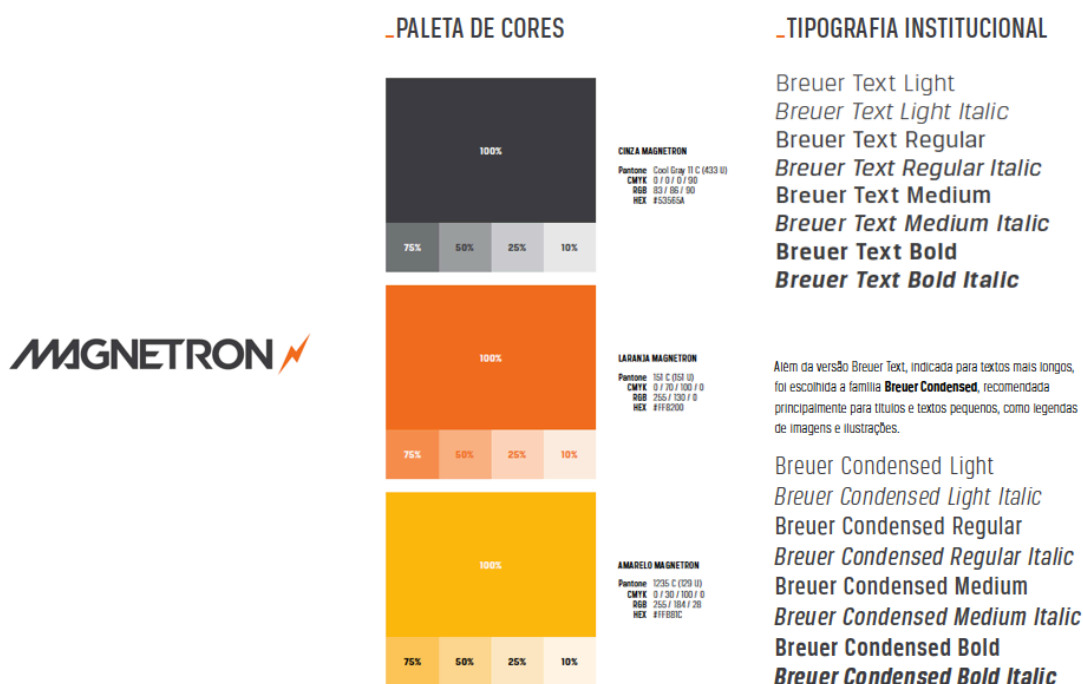 MAGNETRON
_PALETA DE CORES
100%
75% 50% 25% 10%
CINZA MAGNETRON
Pantone Cool Gray 11 C (433 U)
CMYK 0 / 0 / 0 / 90
RGB 83 / 86 / 90
HEX #53565A
100%
75% 50% 25% 10%
LARANJA MAGNETRON
Pantone 151 C (151 U)
CMYK 0 / 70 / 100 / 0
RGB 255 / 130 / 0
HEX #FF8200
100%
75% 50% 25% 10%
AMARELO MAGNETRON
Pantone 1235 C (129 U)
CMYK 0 / 30 / 100 / 0
RGB 255 / 184 / 28
HEX #FFB81C
_TIPOGRAFIA INSTITUCIONAL
Breuer Text Light
Breuer Text Light Italic
Breuer Text Regular
Breuer Text Regular Italic
Breuer Text Medium
Breuer Text Medium Italic
Breuer Text Bold
Breuer Text Bold Italic
Além da versão Breuer Text, indicada para textos mais longos,
foi escolhida a família Breuer Condensed, recomendada
principalmente para títulos e textos pequenos, como legendas
de imagens e ilustrações.
Breuer Condensed Light
Breuer Condensed Light Italic
Breuer Condensed Regular
Breuer Condensed Regular Italic
Breuer Condensed Medium
Breuer Condensed Medium Italic
Breuer Condensed Bold
Breuer Condensed Bold Italic